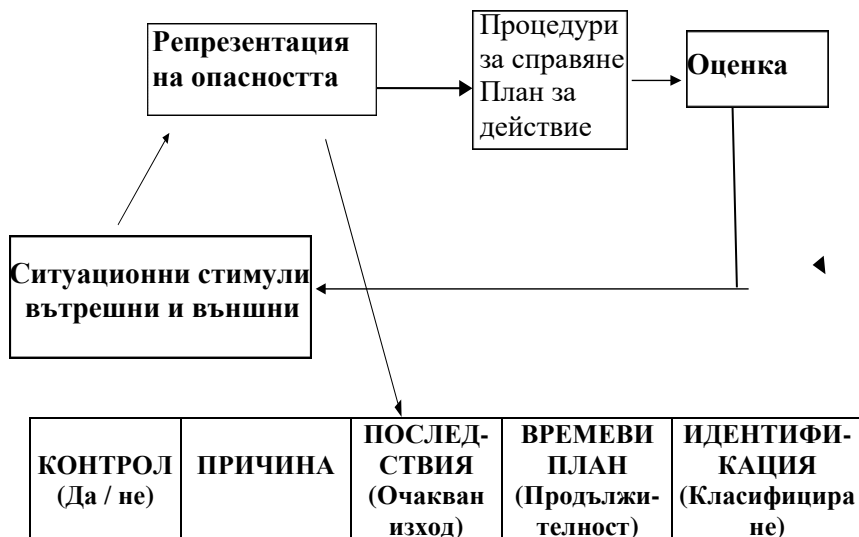 Репрезентация
на опасността
Процедури
за справяне
План за
действие
Оценка
Ситуационни стимули
вътрешни и външни
КОНТРОЛ
(Да / не)
ПРИЧИНА
ПОСЛЕД-
СТВИЯ
(Очакван
изход)
ВРЕМЕВИ
ПЛАН
(Продължи-
телност)
ИДЕНТИФИ-
КАЦИЯ
(Класифицира
не)